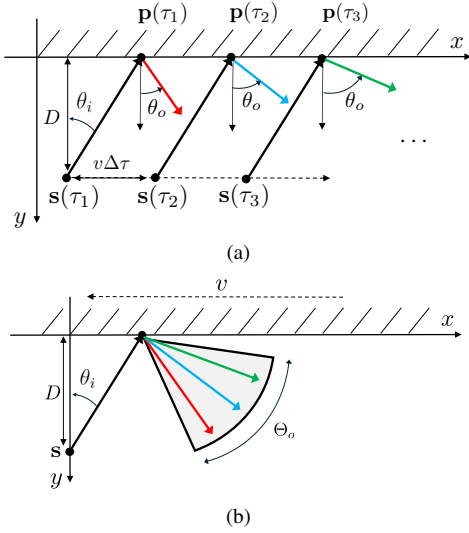 p(τ₁) p(τ₂) p(τ₃)
x
θᵢ
D
θₒ θₒ θₒ
vΔτ
...
s(τ₁) s(τ₂) s(τ₃)
y
(a)
v
x
D
θᵢ
Θₒ
s
y
(b)